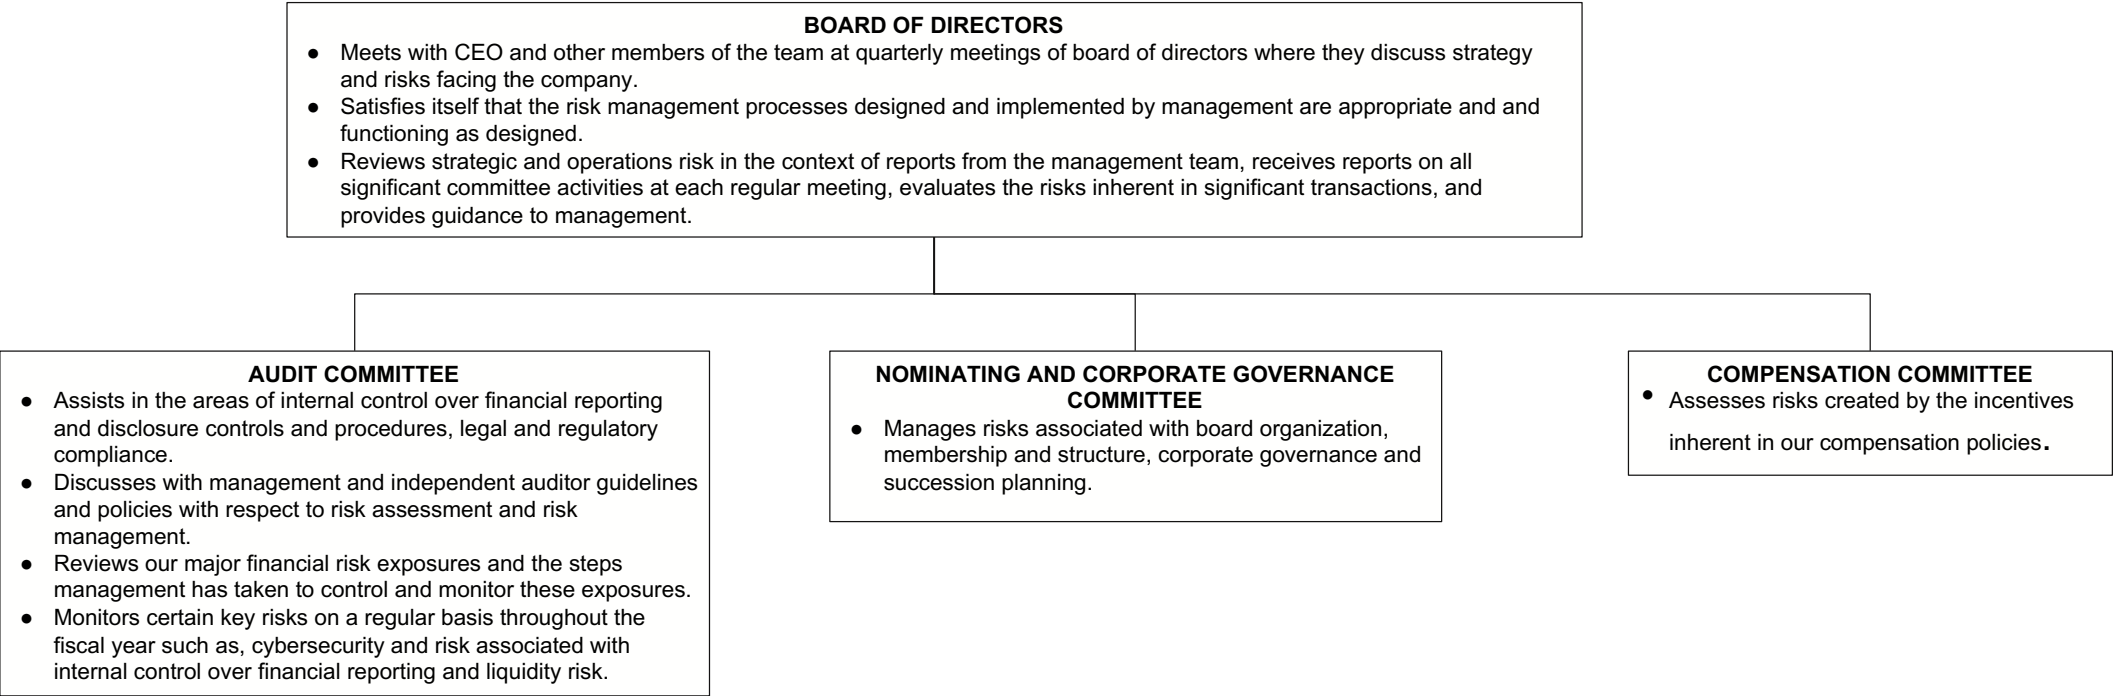 BOARD OF DIRECTORS
● Meets with CEO and other members of the team at quarterly meetings of board of directors where they discuss strategy
and risks facing the company.
● Satisfies itself that the risk management processes designed and implemented by management are appropriate and and
functioning as designed.
● Reviews strategic and operations risk in the context of reports from the management team, receives reports on all
significant committee activities at each regular meeting, evaluates the risks inherent in significant transactions, and
provides guidance to management.
AUDIT COMMITTEE
● Assists in the areas of internal control over financial reporting
and disclosure controls and procedures, legal and regulatory
compliance.
● Discusses with management and independent auditor guidelines
and policies with respect to risk assessment and risk
management.
● Reviews our major financial risk exposures and the steps
management has taken to control and monitor these exposures.
● Monitors certain key risks on a regular basis throughout the
fiscal year such as, cybersecurity and risk associated with
internal control over financial reporting and liquidity risk.
NOMINATING AND CORPORATE GOVERNANCE
COMMITTEE
● Manages risks associated with board organization,
membership and structure, corporate governance and
succession planning.
COMPENSATION COMMITTEE
● Assesses risks created by the incentives
inherent in our compensation policies.